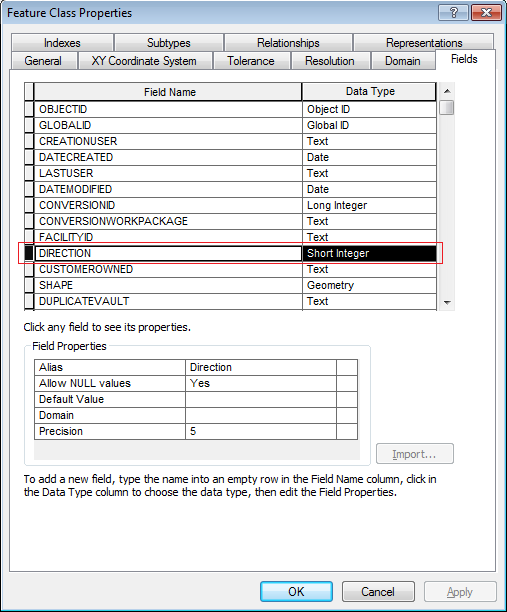 Feature Class Properties
Indexes Subtypes Relationships Representations
General XY Coordinate System Tolerance Resolution Domain Fields
Field Name Data Type
OBJECTID Object ID
GLOBALID Global ID
CREATIONUSER Text
DATECREATED Date
LASTUSER Text
DATEMODIFIED Date
CONVERSIONID Long Integer
CONVERSIONWORKPACKAGE Text
FACILITYID Text
DIRECTION Short Integer
CUSTOMEROWNED Text
SHAPE Geometry
DUPLICATEVAULT Text
Click any field to see its properties.
Field Properties
Alias Direction
Allow NULL values Yes
Default Value
Domain
Precision 5
Import...
To add a new field, type the name into an empty row in the Field Name column, click in
the Data Type column to choose the data type, then edit the Field Properties.
OK Cancel Apply